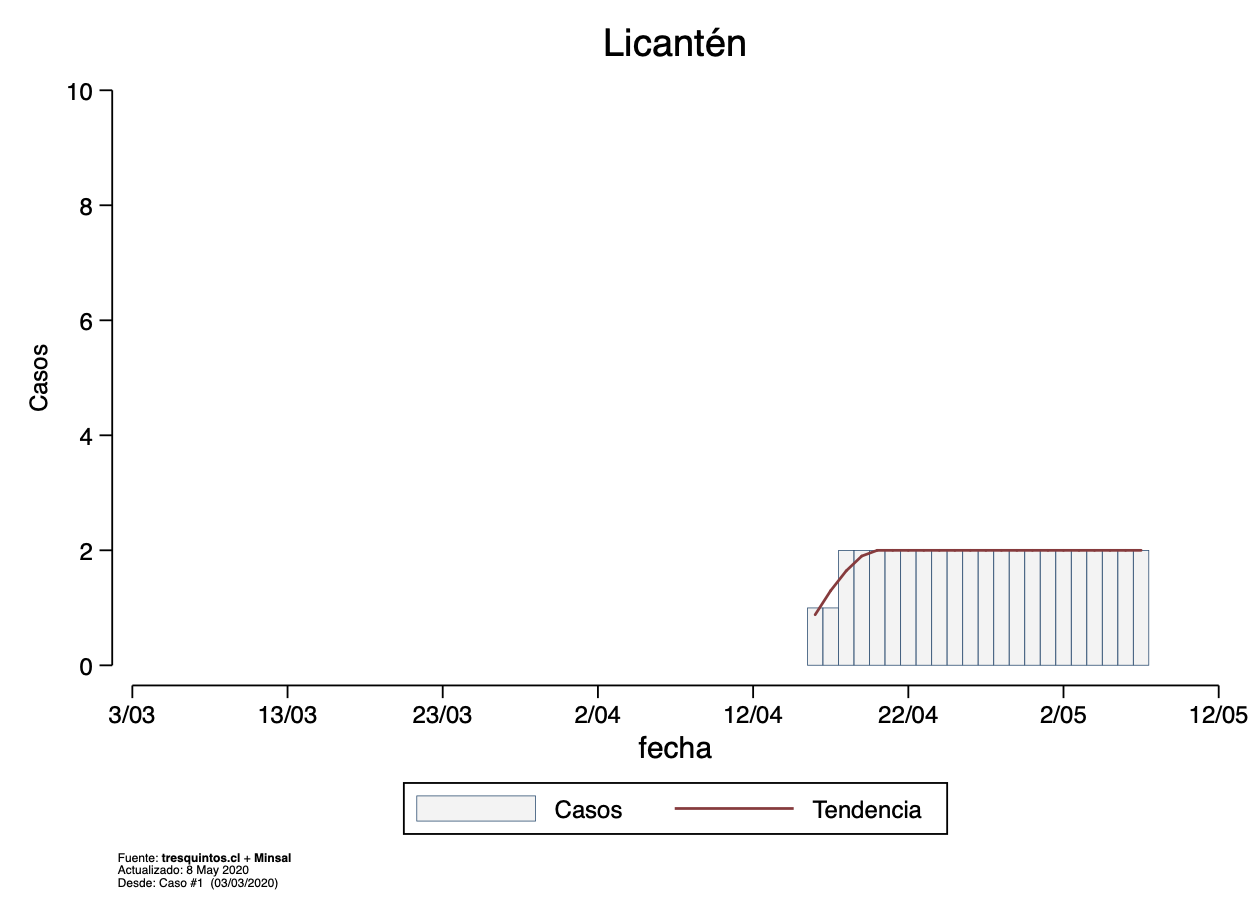 Licantén
10
8
6
4
2
0
Casos
3/03 13/03 23/03 2/04 12/04 22/04 2/05 12/05
fecha
Casos Tendencia
Fuente: tresquintos.cl + Minsal
Actualizado: 8 May 2020
Desde: Caso #1 (03/03/2020)